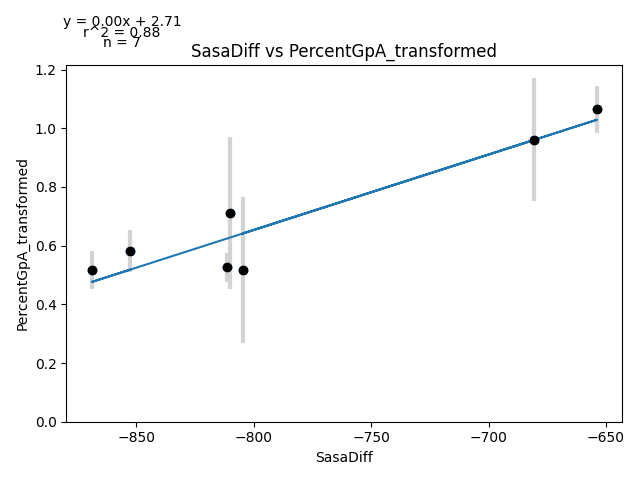 y = 0.00x + 2.71
r^2 = 0.88
n = 7
SasaDiff vs PercentGpA_transformed
1.2
1.0
0.8
0.6
0.4
0.2
0.0
PercentGpA_transformed
−850
−800
−750
−700
−650
SasaDiff